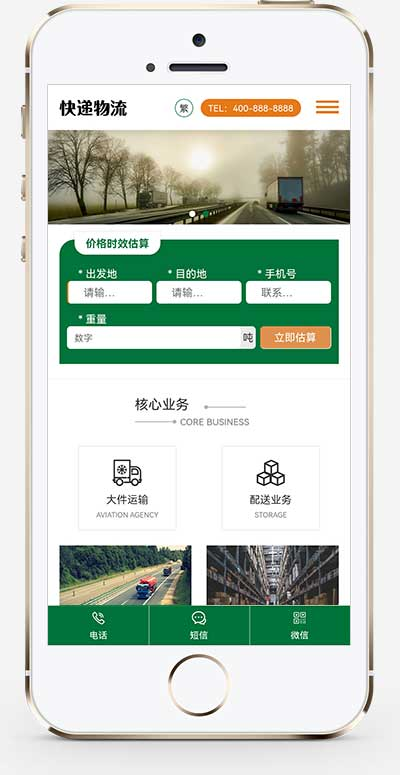 快递物流
繁
TEL：400-888-8888
价格时效估算
* 出发地
* 目的地
* 手机号
请输...
请输...
联系...
* 重量
数字
吨
立即估算
核心业务
CORE BUSINESS
大件运输
配送业务
AVIATION AGENCY
STORAGE
电话
短信
微信